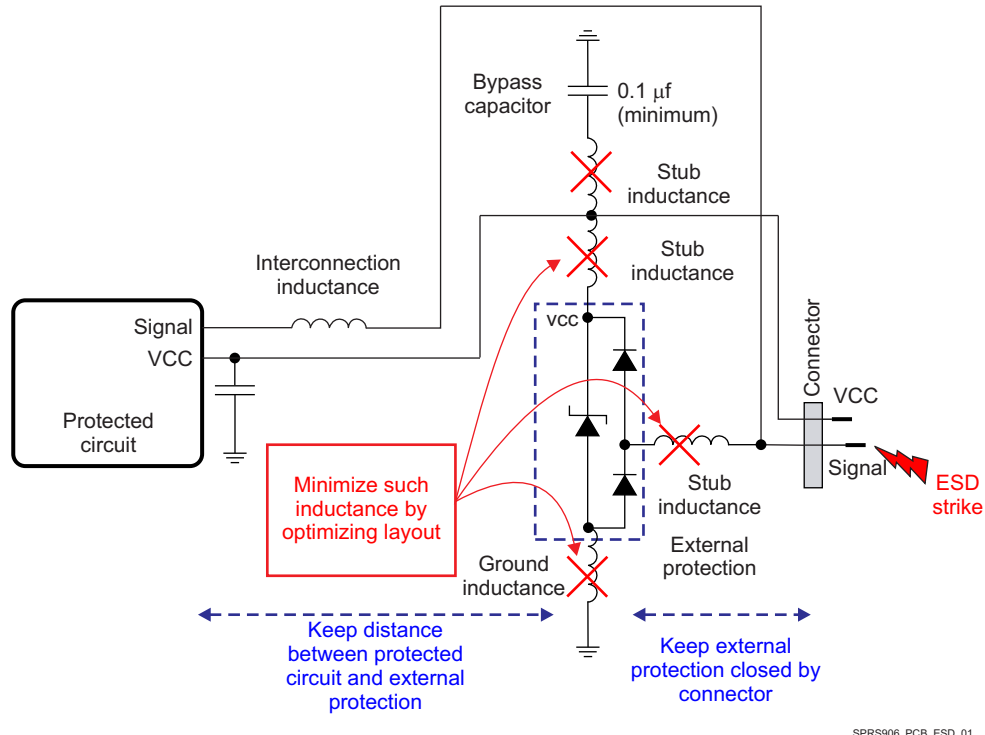 Bypass
capacitor
0.1 μf
(minimum)
Stub
inductance
Stub
inductance
Interconnection
inductance
Signal
VCC
Protected
circuit
vcc
Connector
VCC
Signal
ESD
strike
Minimize such
inductance by
optimizing layout
Stub
inductance
External
protection
Ground
inductance
Keep distance
between protected
circuit and external
protection
Keep external
protection closed by
connector
SPRS906_PCB_ESD_01